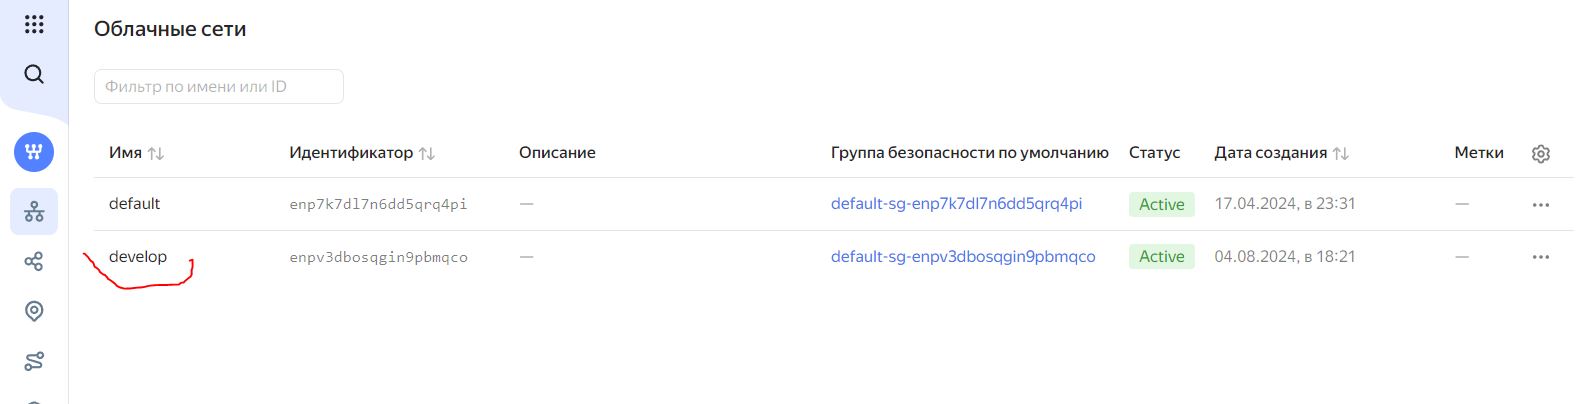 Облачные сети
Фильтр по имени или ID
Имя Идентификатор Описание Группа безопасности по умолчанию Статус Дата создания Метки
default enp7k7dl7n6dd5qrq4pi — default-sg-enp7k7dl7n6dd5qrq4pi Active 17.04.2024, в 23:31 —
develop enpv3dbosqgin9pbmqco — default-sg-enpv3dbosqgin9pbmqco Active 04.08.2024, в 18:21 —